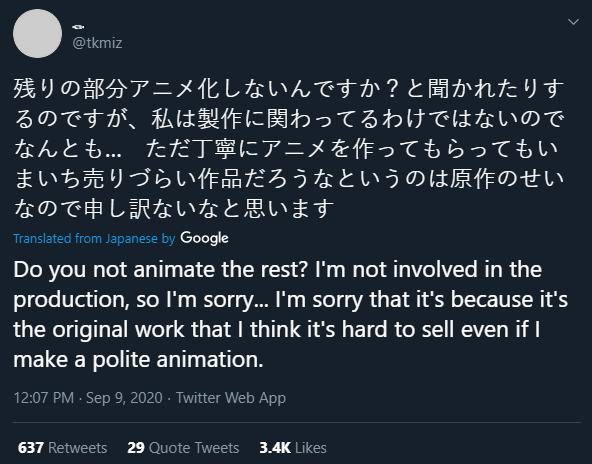 @tkmiz
残りの部分アニメ化しないんですか？と聞かれたりす
るのですが、私は製作に関わってるわけではないので
なんとも... ただ丁寧にアニメを作ってもらってもい
まいち売りづらい作品だろうなというのは原作のせい
なので申し訳ないなと思います
Translated from Japanese by Google
Do you not animate the rest? I'm not involved in the
production, so I'm sorry... I'm sorry that it's because it's
the original work that I think it's hard to sell even if I
make a polite animation.
12:07 PM · Sep 9, 2020 · Twitter Web App
637 Retweets 29 Quote Tweets 3.4K Likes